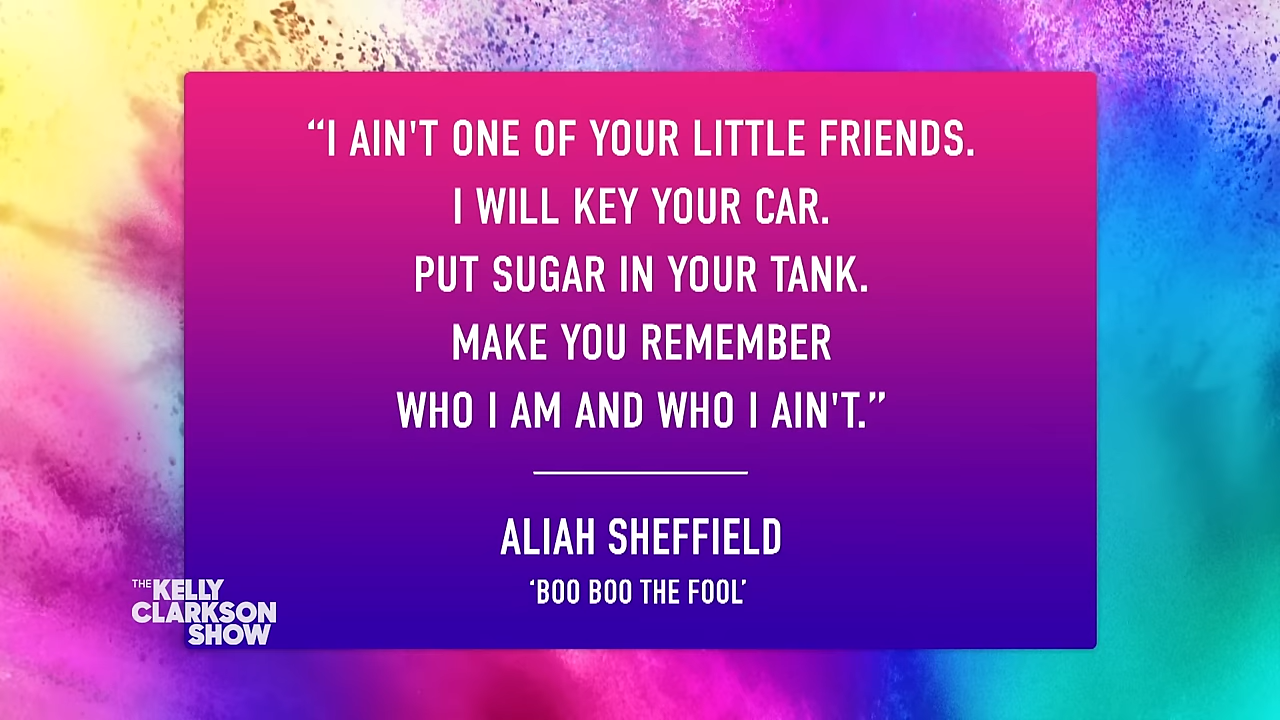 “I AIN'T ONE OF YOUR LITTLE FRIENDS.
I WILL KEY YOUR CAR.
PUT SUGAR IN YOUR TANK.
MAKE YOU REMEMBER
WHO I AM AND WHO I AIN'T.”
ALIAH SHEFFIELD
‘BOO BOO THE FOOL’
THE KELLY
CLARKSON
SHOW